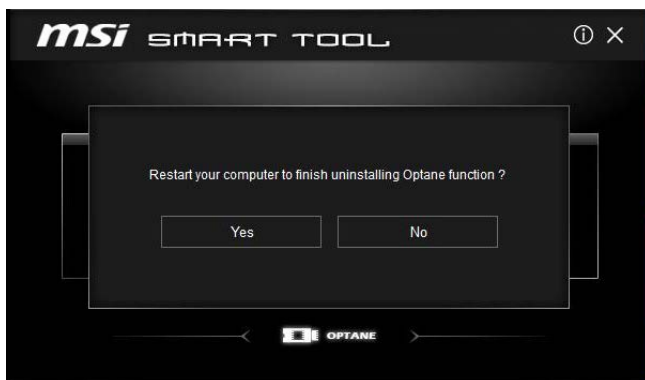 msi SMART TOOL
Restart your computer to finish uninstalling Optane function ?
Yes No
OPTANE